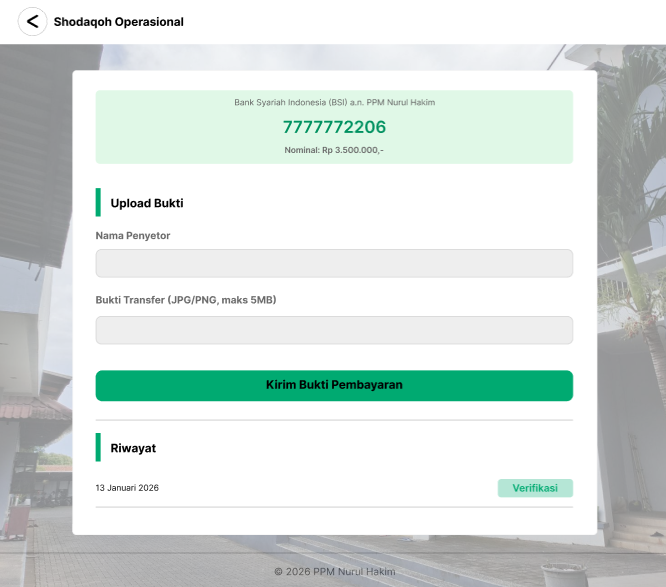 Shodaqoh Operasional
Bank Syariah Indonesia (BSI) a.n. PPM Nurul Hakim
7777772206
Nominal: Rp 3.500.000,-
Upload Bukti
Nama Penyetor
Bukti Transfer (JPG/PNG, maks 5MB)
Kirim Bukti Pembayaran
Riwayat
13 Januari 2026 Verifikasi
© 2026 PPM Nurul Hakim